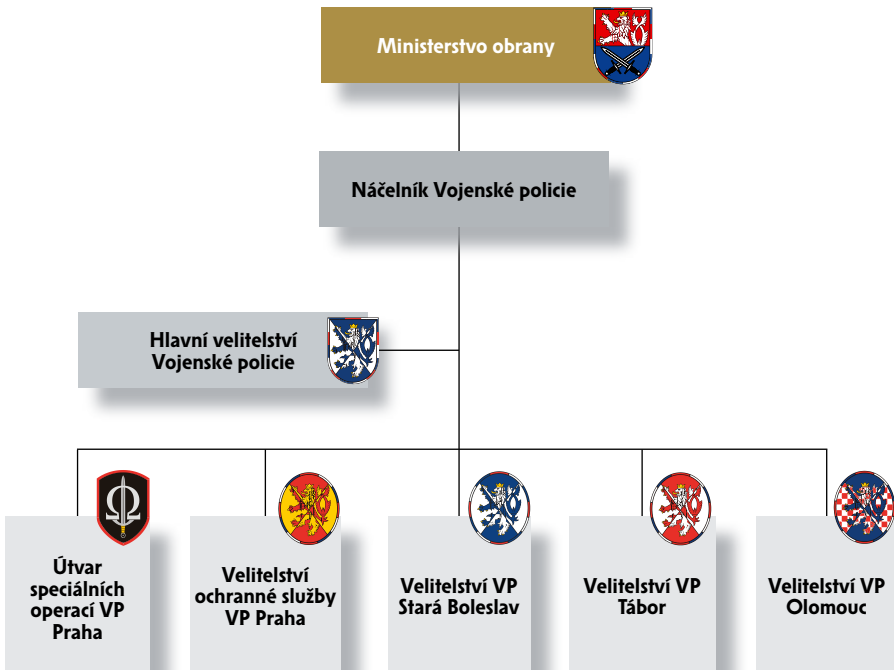 Ministerstvo obrany
Náčelník Vojenské policie
Hlavní velitelství
Vojenské policie
Útvar
speciálních
operací VP
Praha
Velitelství
ochranné služby
VP Praha
Velitelství VP
Stará Boleslav
Velitelství VP
Tábor
Velitelství VP
Olomouc